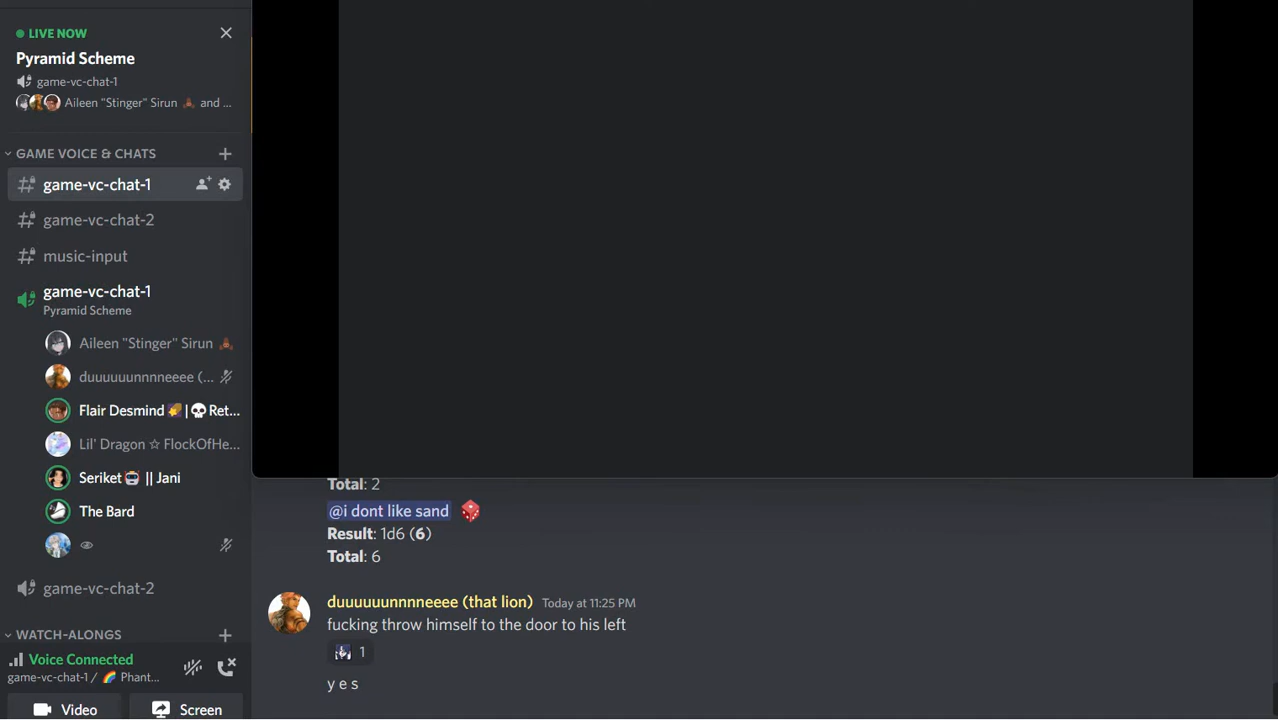 LIVE NOW
Pyramid Scheme
game-vc-chat-1
Aileen "Stinger" Sirun and ...
GAME VOICE & CHATS
game-vc-chat-1
game-vc-chat-2
music-input
game-vc-chat-1
Pyramid Scheme
Aileen "Stinger" Sirun
duuuuuunnnneeee (...
Flair Desmind | Ret...
Lil' Dragon ☆ FlockOfHe...
Seriket || Jani
The Bard
game-vc-chat-2
WATCH-ALONGS
Voice Connected
game-vc-chat-1 / Phant...
Video
Screen
Total: 2
@i dont like sand
Result: 1d6 (6)
Total: 6
duuuuuunnnneeee (that lion) Today at 11:25 PM
fucking throw himself to the door to his left
1
y e s